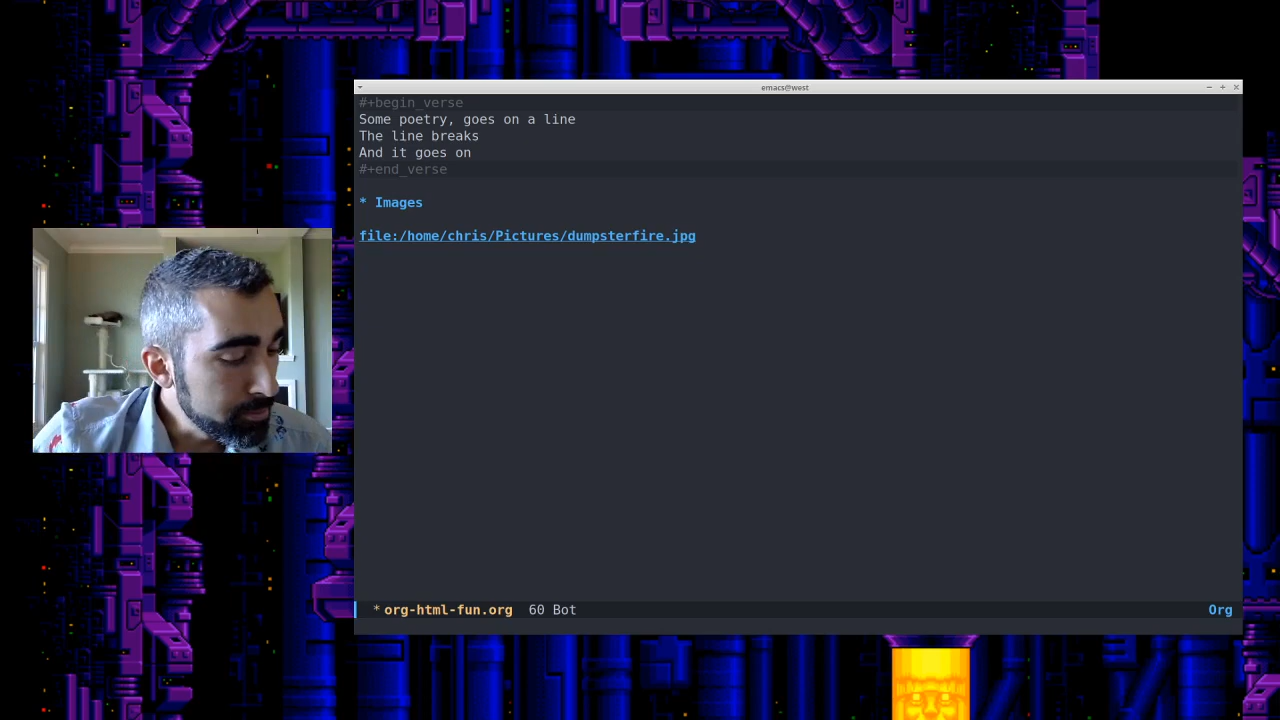 emacs@west
#+begin_verse
Some poetry, goes on a line
The line breaks
And it goes on
#+end_verse
* Images
file:/home/chris/Pictures/dumpsterfire.jpg
* org-html-fun.org 60 Bot Org